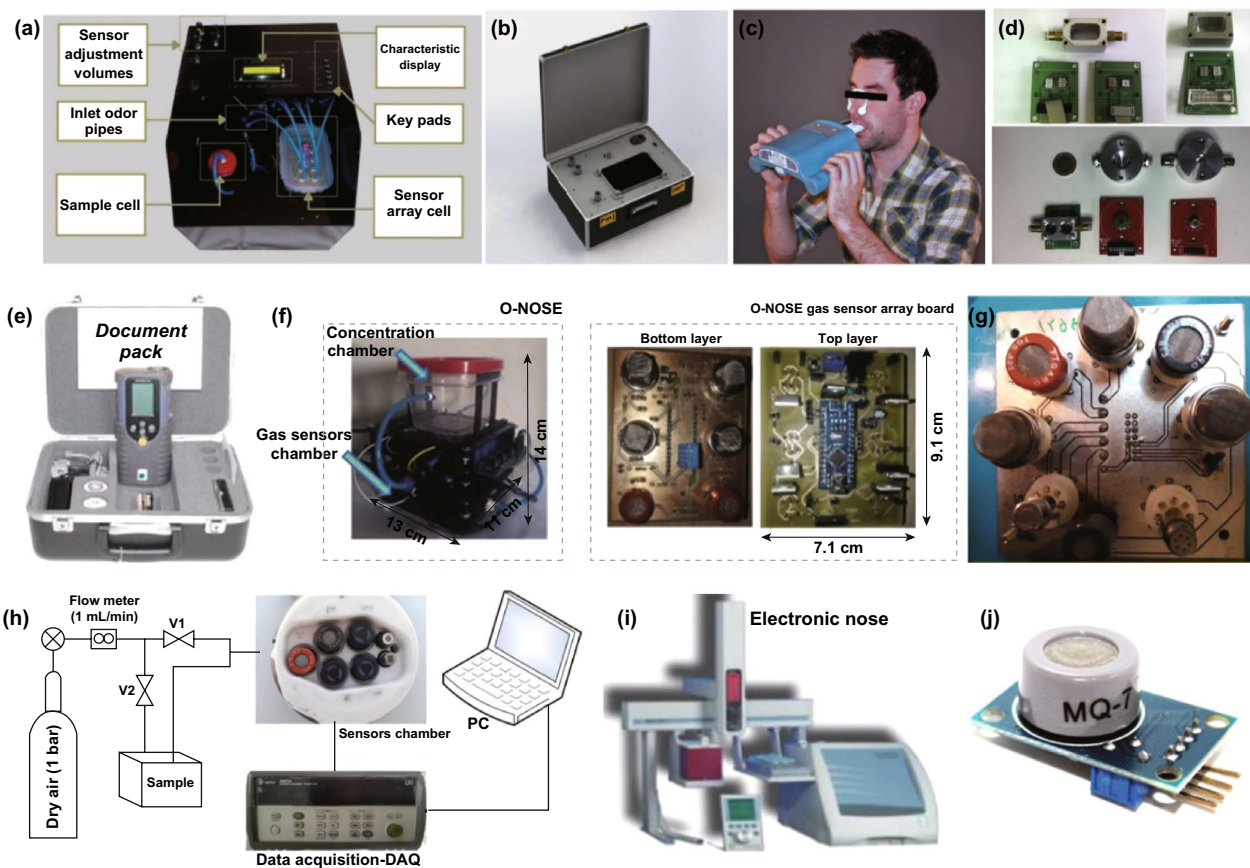 (a)
Sensor
adjustment
volumes
Inlet odor
pipes
Sample cell
Characteristic
display
Key pads
Sensor
array cell
(b)
(c)
(d)
(e)
Document
pack
(f)
O-NOSE
Concentration
chamber
Gas sensors
chamber
14 cm
13 cm
11 cm
O-NOSE gas sensor array board
Bottom layer
Top layer
9.1 cm
7.1 cm
(g)
(h)
Flow meter
(1 mL/min)
V1
V2
Dry air (1 bar)
Sample
Sensors chamber
PC
Data acquisition-DAQ
(i)
Electronic nose
(j)
MQ-7